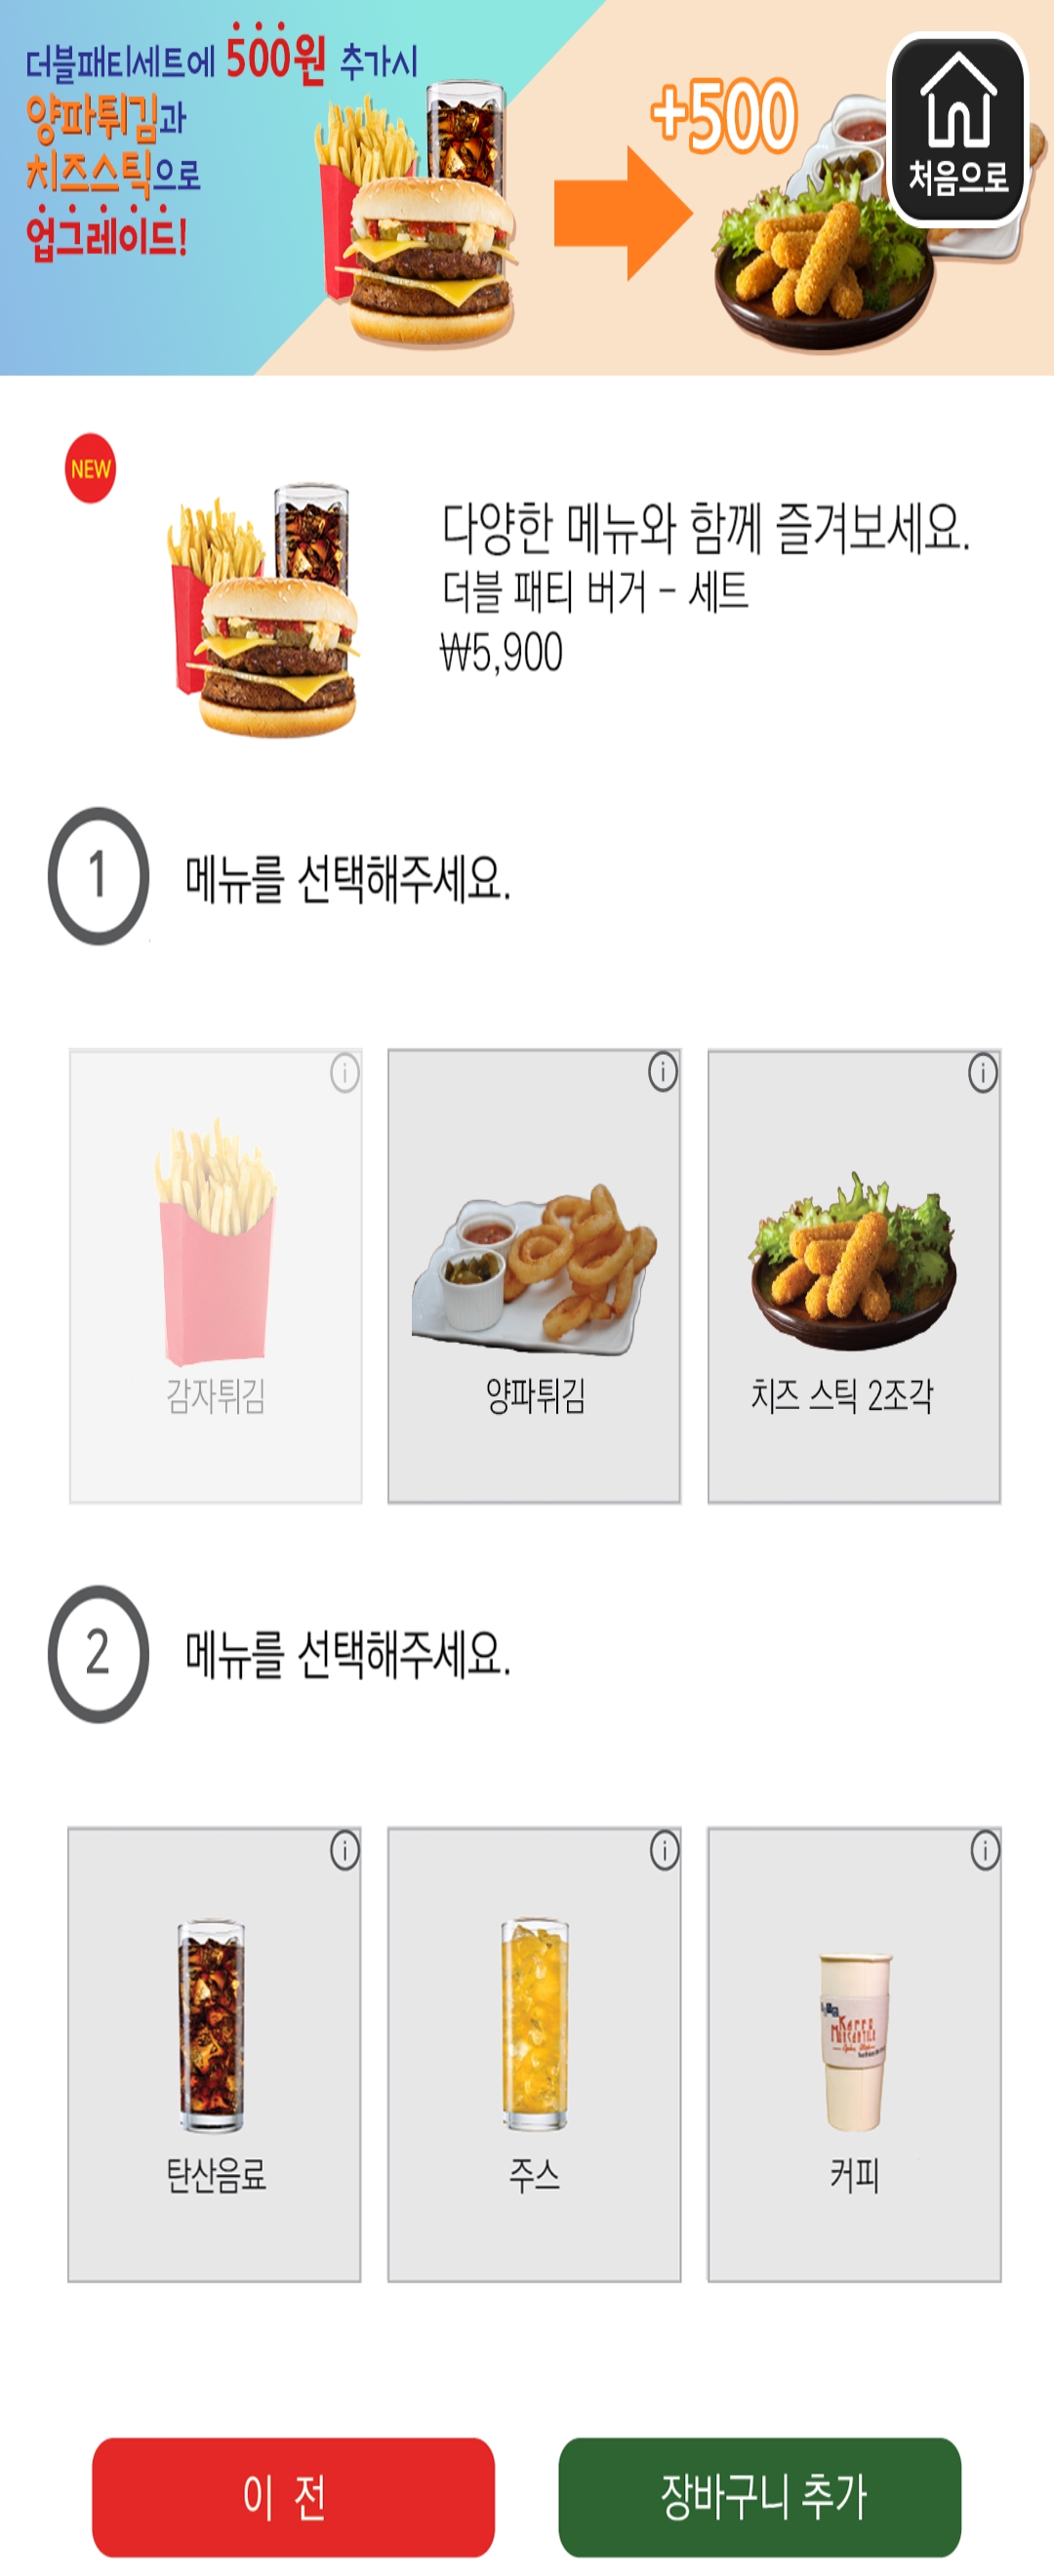 더블패티세트에 500원 추가시
양파튀김과
치즈스틱으로
업그레이드!
+500
처음으로
NEW
다양한 메뉴와 함께 즐겨보세요.
더블 패티 버거 - 세트
₩5,900
1 메뉴를 선택해주세요.
감자튀김 양파튀김 치즈 스틱 2조각
2 메뉴를 선택해주세요.
탄산음료 주스 커피
이 전 장바구니 추가